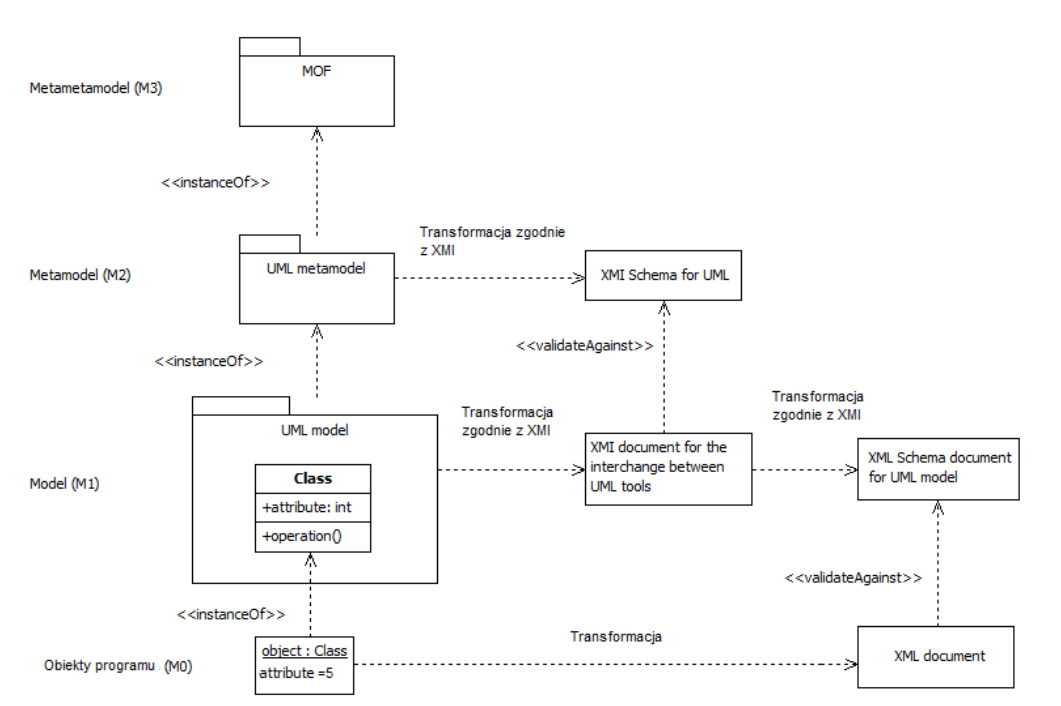 MOF
Metametamodel (M3)
<<instanceOf>>
Transformacja zgodnie
z XMI
UML metamodel
Metamodel (M2)
XMI Schema for UML
<<validateAgainst>>
<<instanceOf>>
Transformacja
zgodnie z XMI
Transformacja
zgodnie z XMI
UML model
XMI document for the
interchange between
UML tools
XML Schema document
for UML model
Class
Model (M1)
+attribute: int
+operation()
<<validateAgainst>>
<<instanceOf>>
Transformacja
object : Class
attribute =5
Obiekty programu (M0)
XML document